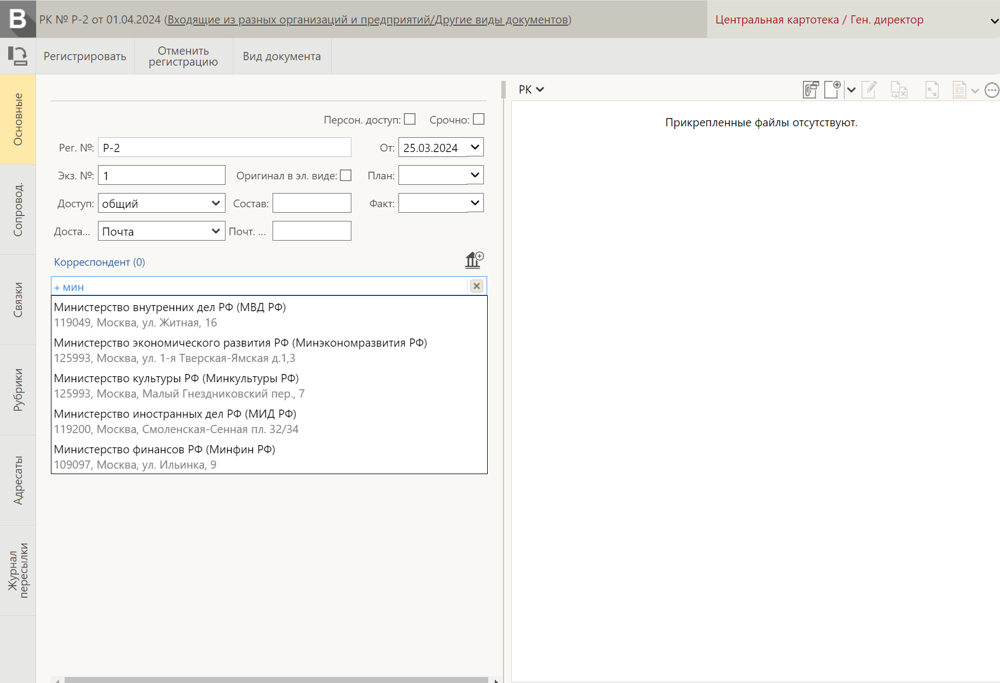 B
РК № Р-2 от 01.04.2024 (Входящие из разных организаций и предприятий/Другие виды документов)
Центральная картотека / Ген. директор
Регистрировать
Отменить
регистрацию
Вид документа
Основные
Сопровод.
Связки
Рубрики
Адресаты
Журнал
пересылки
Персон. доступ:
Срочно:
Рег. №: Р-2
От: 25.03.2024
Экз. №: 1
Оригинал в эл. виде:
План:
Доступ: общий
Состав:
Факт:
Доста... Почта
Почт. ...
Корреспондент (0)
+ мин
Министерство внутренних дел РФ (МВД РФ)
119049, Москва, ул. Житная, 16
Министерство экономического развития РФ (Минэкономразвития РФ)
125993, Москва, ул. 1-я Тверская-Ямская д.1,3
Министерство культуры РФ (Минкультуры РФ)
125993, Москва, Малый Гнездниковский пер., 7
Министерство иностранных дел РФ (МИД РФ)
119200, Москва, Смоленская-Сенная пл. 32/34
Министерство финансов РФ (Минфин РФ)
109097, Москва, ул. Ильинка, 9
РК
Прикрепленные файлы отсутствуют.